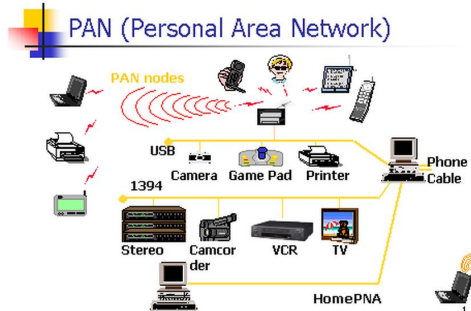 PAN (Personal Area Network)
PAN nodes
USB
Camera Game Pad Printer
Phone
Cable
1394
Stereo Camcor
der
VCR TV
HomePNA